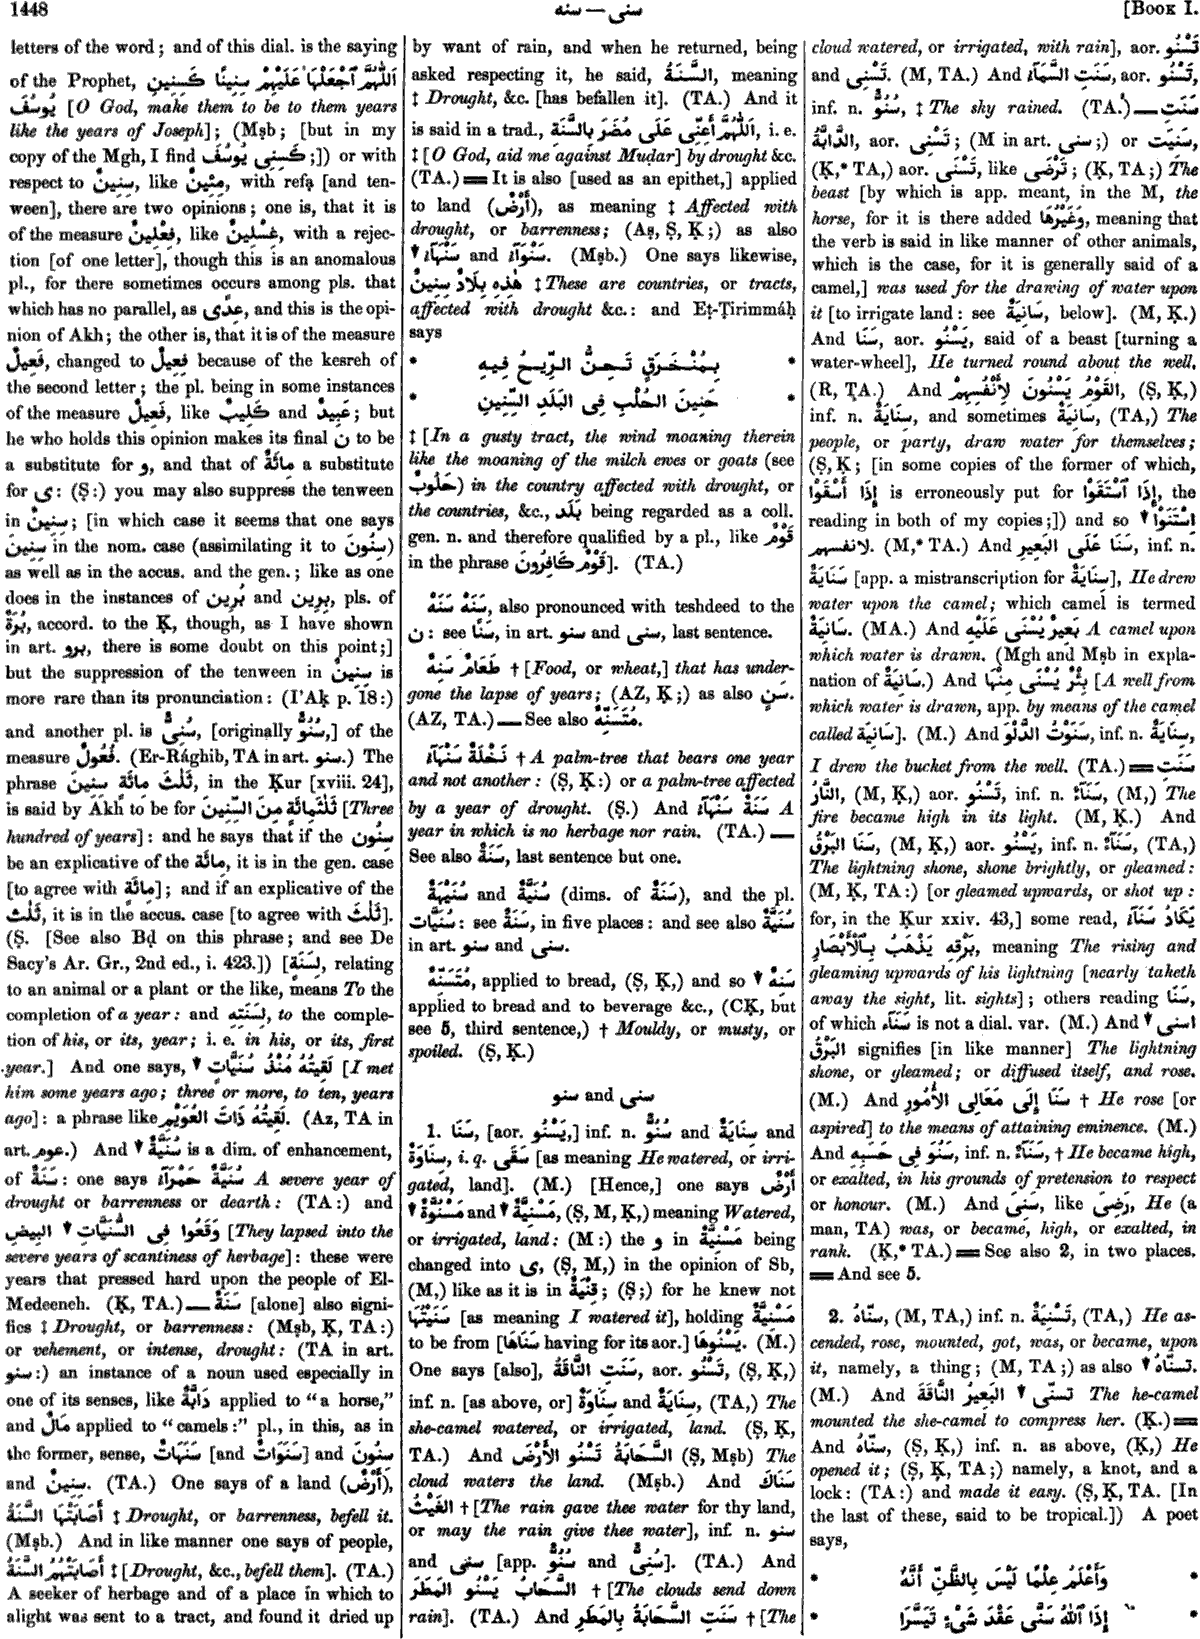 1448
سنه — سنى
[BOOK I.
letters of the word; and of this dial. is the saying
of the Prophet, اَللّٰهُمَّ ٱجْعَلْهَا عَلَيْهِمْ سِنِينًا كَسِنِينِ
يُوسُفَ [O God, make them to be to them years
like the years of Joseph]; (Mṣb; [but in my
copy of the Mgh, I find كَسِنِى يُوسُفَ;]) or with
respect to سِنِينٌ, like مِئِينٌ, with refạ [and ten-
ween], there are two opinions; one is, that it is
of the measure فِعْلِينٌ, like غِسْلِينٌ, with a rejec-
tion [of one letter], though this is an anomalous
pl., for there sometimes occurs among pls. that
which has no parallel, as عِدًى, and this is the opi-
nion of Akh; the other is, that it is of the measure
فَعِيلٌ, changed to فِعِيلٌ because of the kesreh of
the second letter; the pl. being in some instances
of the measure فَعِيلٌ, like كَلِيبٌ and عَبِيدٌ; but
he who holds this opinion makes its final ن to be
a substitute for و, and that of مِائَةٌ a substitute
for ى: (Ṣ:) you may also suppress the tenween
in سِنِينٌ; [in which case it seems that one says
سِنِينَ in the nom. case (assimilating it to سِنُونَ)
as well as in the accus. and the gen.; like as one
does in the instances of بُرِين and بِرِين, pls. of
بُرَةٌ, accord. to the Ḳ, though, as I have shown
in art. برو, there is some doubt on this point;]
but the suppression of the tenween in سِنِينٌ is
more rare than its pronunciation: (I'Aḳ p. 18:)
and another pl. is سُنِىٌّ, [originally سُنُوٌّ,] of the
measure فُعُولٌ. (Er-Rághib, TA in art. سنو.) The
phrase ثَلٰثَ مِائَةِ سِنِينَ, in the Ḳur [xviii. 24],
is said by Akh to be for ثَلٰثَمِائَةٍ مِنَ السِّنِينَ [Three
hundred of years]: and he says that if the سِنُون
be an explicative of the مِائَة, it is in the gen. case
[to agree with مِائَةٍ]; and if an explicative of the
ثَلٰث, it is in the accus. case [to agree with ثَلٰثَ].
(Ṣ. [See also Bḍ on this phrase; and see De
Sacy's Ar. Gr., 2nd ed., i. 423.]) [لِسَنَةٍ, relating
to an animal or a plant or the like, means To the
completion of a year: and لِسَنَتِهِ, to the comple-
tion of his, or its, year; i. e. in his, or its, first
year.] And one says, لَقِيتُهُ مُنْذُ سُنَيَّاتٍ ▼ [I met
him some years ago; three or more, to ten, years
ago]: a phrase like لَقِيتُهُ ذَاتَ العُوَيْمِ. (Az, TA in
art. عوم.) And سُنَيَّةٌ ▼ is a dim. of enhancement,
of سَنَةٌ: one says سُنَيَّةٌ حَمْرَآءُ A severe year of
drought or barrenness or dearth: (TA:) and
وَقَعُوا فِى السُّنَيَّاتِ ▼ البِيضِ [They lapsed into the
severe years of scantiness of herbage]: these were
years that pressed hard upon the people of El-
Medeeneh. (Ḳ, TA.) — سَنَةٌ [alone] also signi-
fies ‡ Drought, or barrenness: (Mṣb, Ḳ, TA:)
or vehement, or intense, drought: (TA in art.
سنو:) an instance of a noun used especially in
one of its senses, like دَابَّةٌ applied to "a horse,"
and مَالٌ applied to "camels:" pl., in this, as in
the former, sense, سَنَهَاتٌ [and سَنَوَاتٌ] and سِنُونَ
and سِنِينٌ. (TA.) One says of a land (أَرْضٌ),
أَصَابَتْهَا السَّنَةُ ‡ Drought, or barrenness, befell it.
(Mṣb.) And in like manner one says of people,
أَصَابَتْهُمُ السَّنَةُ ‡ [Drought, &c., befell them]. (TA.)
A seeker of herbage and of a place in which to
alight was sent to a tract, and found it dried up
by want of rain, and when he returned, being
asked respecting it, he said, السَّنَةُ, meaning
‡ Drought, &c. [has befallen it]. (TA.) And it
is said in a trad., اَللّٰهُمَّ أَعِنِّى عَلَى مُضَرَ بِالسَّنَةِ, i. e.
‡ [O God, aid me against Muḍar] by drought &c.
(TA.) ═ It is also [used as an epithet,] applied
to land (أَرْضٌ), as meaning ‡ Affected with
drought, or barrenness; (Aṣ, Ṣ, Ḳ;) as also
▼ سَنْهَآءُ and سَنْوَآءُ. (Mṣb.) One says likewise,
هٰذِهِ بِلَادٌ سِنِينٌ ‡ These are countries, or tracts,
affected with drought &c.: and Eṭ-Ṭirimmáḥ
says
* بِمُنْخَرَقٍ تَحِنُّ الرِّيحُ فِيهِ *
* حَنِينَ الحُلْبِ فِى البَلَدِ السِّنِينِ *
‡ [In a gusty tract, the wind moaning therein
like the moaning of the milch ewes or goats (see
حَلُوبٌ) in the country affected with drought, or
the countries, &c., بَلَد being regarded as a coll.
gen. n. and therefore qualified by a pl., like قَوْمٌ
in the phrase قَوْمٌ كَافِرُونَ]. (TA.)
سَنَهْ سَنَهْ, also pronounced with teshdeed to the
ن: see سَنًا, in art. سنو and سنى, last sentence.
طَعَامٌ سَنِهٌ † [Food, or wheat,] that has under-
gone the lapse of years; (AZ, Ḳ;) as also سَنٍ.
(AZ, TA.) — See also مُتَسَنِّهٌ.
نَخْلَةٌ سَنْهَآءُ † A palm-tree that bears one year
and not another: (Ṣ, Ḳ:) or a palm-tree affected
by a year of drought. (Ṣ.) And سَنَةٌ سَنْهَآءُ A
year in which is no herbage nor rain. (TA.) —
See also سَنَةٌ, last sentence but one.
سُنَيْهَةٌ and سُنَيَّةٌ (dims. of سَنَةٌ), and the pl.
سُنَيَّات: see سَنَةٌ, in five places: and see also سُنَيَّةٌ
in art. سنو and سنى.
مُتَسَنِّهٌ, applied to bread, (Ṣ, Ḳ,) and so ▼ سَنِهٌ
applied to bread and to beverage &c., (CḲ, but
see 5, third sentence,) † Mouldy, or musty, or
spoiled. (Ṣ, Ḳ.)
سنو and سنى
1. سَنَا, [aor. يَسْنُو,] inf. n. سُنُوٌّ and سِنَايَةٌ and
سِنَاوَةٌ, i. q. سَقَى [as meaning He watered, or irri-
gated, land]. (M.) [Hence,] one says أَرْضٌ
▼ مَسْنُوَّةٌ and ▼ مَسْنِيَّةٌ, (Ṣ, M, Ḳ,) meaning Watered,
or irrigated, land: (M:) the و in مَسْنِيَّةٌ being
changed into ى, (Ṣ, M,) in the opinion of Sb,
(M,) like as it is in قِنْيَةٌ; (Ṣ;) for he knew not
سَنَيْتُهَا [as meaning I watered it], holding مَسْنِيَّةٌ
to be from [سَنَاهَا having for its aor.] يَسْنُوهَا. (M.)
One says [also], سَنَتِ النَّاقَةُ, aor. تَسْنُو, (Ṣ, Ḳ,)
inf. n. [as above, or] سِنَاوَةٌ and سِنَايَةٌ, (TA,) The
she-camel watered, or irrigated, land. (Ṣ, Ḳ,
TA.) And السَّحَابَةُ تَسْنُو الأَرْضَ (Ṣ, Mṣb) The
cloud waters the land. (Mṣb.) And سَنَاكَ
الغَيْثُ † [The rain gave thee water for thy land,
or may the rain give thee water], inf. n. سنو
and سنى [app. سُنُوٌّ and سُنِىٌّ]. (TA.) And
السَّحَابُ يَسْنُو المَطَرَ † [The clouds send down
rain]. (TA.) And سَنَتِ السَّحَابَةُ بِالمَطَرِ † [The
cloud watered, or irrigated, with rain], aor. تَسْنُو
and تَسْنِى. (M, TA.) And سَنَتِ السَّمَآءُ, aor. تَسْنُو,
inf. n. سُنُوٌّ, ‡ The sky rained. (TA.) — سَنَتِ
الدَّابَّةُ, aor. تَسْنِى; (M in art. سنى;) or سَنِيَت,
(Ḳ,* TA,) aor. تَسْنَى, like تَرْضَى; (Ḳ, TA;) The
beast [by which is app. meant, in the M, the
horse, for it is there added وَغَيْرُهَا, meaning that
the verb is said in like manner of other animals,
which is the case, for it is generally said of a
camel,] was used for the drawing of water upon
it [to irrigate land: see سَانِيَةٌ, below]. (M, Ḳ.)
And سَنَا, aor. يَسْنُو, said of a beast [turning a
water-wheel], He turned round about the well.
(R, TA.) And القَوْمُ يَسْنُونَ لِأَنْفُسِهِمْ, (Ṣ, Ḳ,)
inf. n. سِنَايَةٌ, and sometimes سَانِيَةٌ, (TA,) The
people, or party, draw water for themselves;
(Ṣ, Ḳ; [in some copies of the former of which,
إِذَا أَسْقَوْا is erroneously put for إِذَا ٱسْتَقَوْا, the
reading in both of my copies;]) and so ▼ اسْتَنَوْا
لانفسهم. (M,* TA.) And سَنَا عَلَى البَعِيرِ, inf. n.
سَنَايَةٌ [app. a mistranscription for سِنَايَةٌ], He drew
water upon the camel; which camel is termed
سَانِيَةٌ. (MA.) And بَعِيرٌ يُسْنَى عَلَيْهِ A camel upon
which water is drawn. (Mgh and Mṣb in expla-
nation of سَانِيَةٌ.) And بِئْرٌ يُسْنَى مِنْهَا [A well from
which water is drawn, app. by means of the camel
called سَانِيَة]. (M.) And سَنَوْتُ الدَّلْوَ, inf. n. سِنَايَةٌ,
I drew the bucket from the well. (TA.) ═ سَنَتِ
النَّارُ, (M, Ḳ,) aor. تَسْنُو, inf. n. سَنَآءٌ, (M,) The
fire became high in its light. (M, Ḳ.) And
سَنَا البَرْقُ, (M, Ḳ,) aor. يَسْنُو, inf. n. سَنَآءٌ, (TA,)
The lightning shone, shone brightly, or gleamed:
(M, Ḳ, TA:) [or gleamed upwards, or shot up:
for, in the Ḳur xxiv. 43,] some read, يَكَادُ سَنَآءُ
بَرْقِهِ يَذْهَبُ بِٱلْأَبْصَارِ, meaning The rising and
gleaming upwards of his lightning [nearly taketh
away the sight, lit. sights]; others reading سَنَا,
of which سَنَآء is not a dial. var. (M.) And ▼ اسنى
البَرْقُ signifies [in like manner] The lightning
shone, or gleamed; or diffused itself, and rose.
(M.) And سَنَا إِلَى مَعَالِى الأُمُورِ † He rose [or
aspired] to the means of attaining eminence. (M.)
And سَنُوَ فِى حَسَبِهِ, inf. n. سَنَآءٌ, † He became high,
or exalted, in his grounds of pretension to respect
or honour. (M.) And سَنِىَ, like رَضِىَ, He (a
man, TA) was, or became, high, or exalted, in
rank. (Ḳ,* TA.) ═ See also 2, in two places.
═ And see 5.
2. سنّاهُ, (M, TA,) inf. n. تَسْنِيَةٌ, (TA,) He as-
cended, rose, mounted, got, was, or became, upon
it, namely, a thing; (M, TA;) as also ▼ تسنّاهُ.
(M.) And تسنّى ▼ البَعِيرُ النَّاقَةَ The he-camel
mounted the she-camel to compress her. (Ḳ.) ═
And سنّاهُ, (Ṣ, Ḳ,) inf. n. as above, (Ḳ,) He
opened it; (Ṣ, Ḳ, TA;) namely, a knot, and a
lock: (TA:) and made it easy. (Ṣ, Ḳ, TA. [In
the last of these, said to be tropical.]) A poet
says,
* وَأَعْلَمُ عِلْمًا لَيْسَ بِالظَّنِّ أَنَّهُ *
* إِذَا ٱللّٰهُ سَنَّى عَقْدَ شَىْءٍ تَيَسَّرَا *